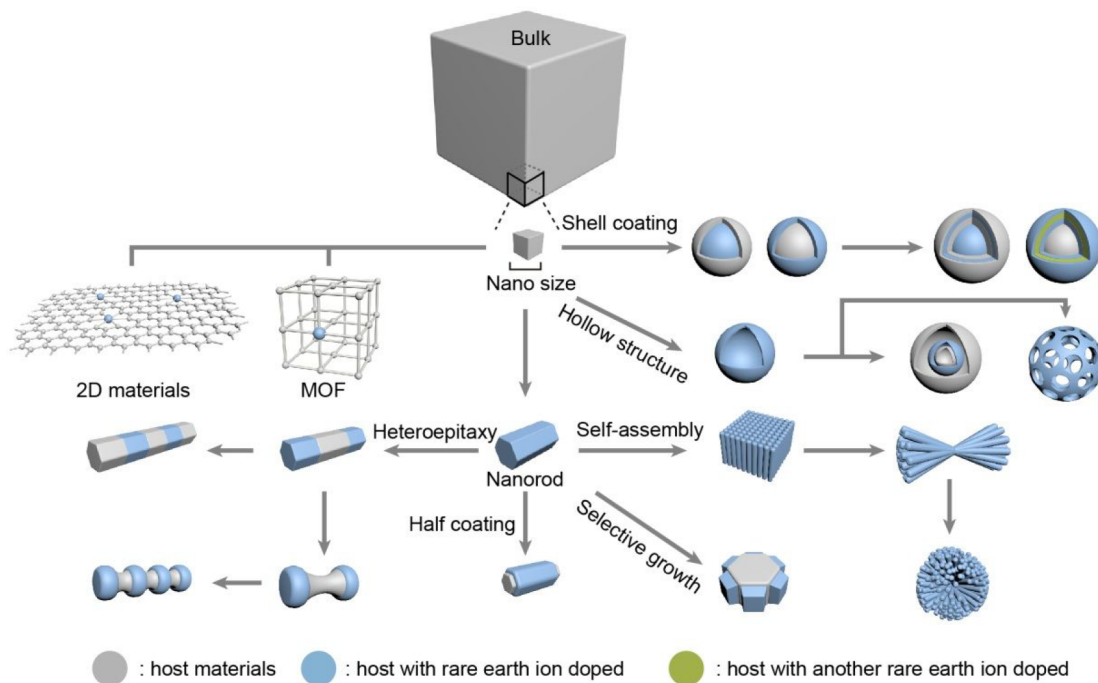 Bulk
Shell coating
Nano size
Hollow structure
2D materials
MOF
Heteroepitaxy
Self-assembly
Nanorod
Half coating
Selective growth
: host materials
: host with rare earth ion doped
: host with another rare earth ion doped